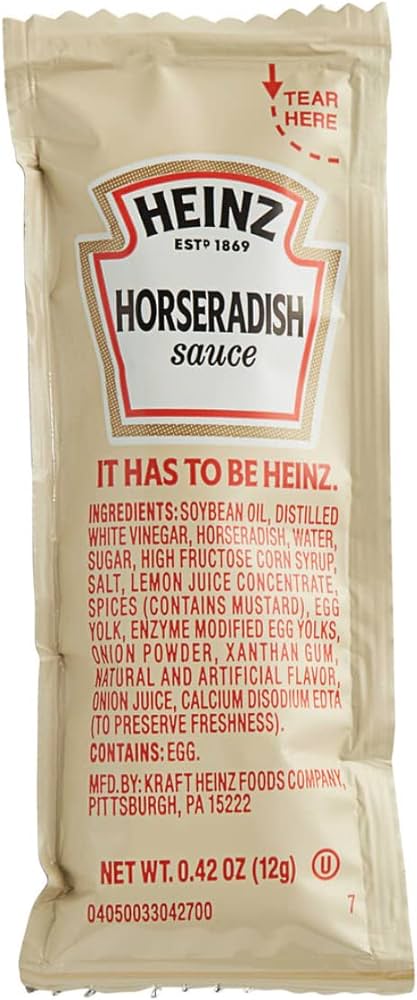 TEAR
HERE
HEINZ
ESTD 1869
HORSERADISH
sauce
IT HAS TO BE HEINZ.
INGREDIENTS: SOYBEAN OIL, DISTILLED
WHITE VINEGAR, HORSERADISH, WATER,
SUGAR, HIGH FRUCTOSE CORN SYRUP,
SALT, LEMON JUICE CONCENTRATE,
SPICES (CONTAINS MUSTARD), EGG
YOLK, ENZYME MODIFIED EGG YOLKS,
ONION POWDER, XANTHAN GUM,
NATURAL AND ARTIFICIAL FLAVOR,
ONION JUICE, CALCIUM DISODIUM EDTA
(TO PRESERVE FRESHNESS).
CONTAINS: EGG.
MFD. BY: KRAFT HEINZ FOODS COMPANY,
PITTSBURGH, PA 15222
NET WT. 0.42 OZ (12g) U
04050033042700 7